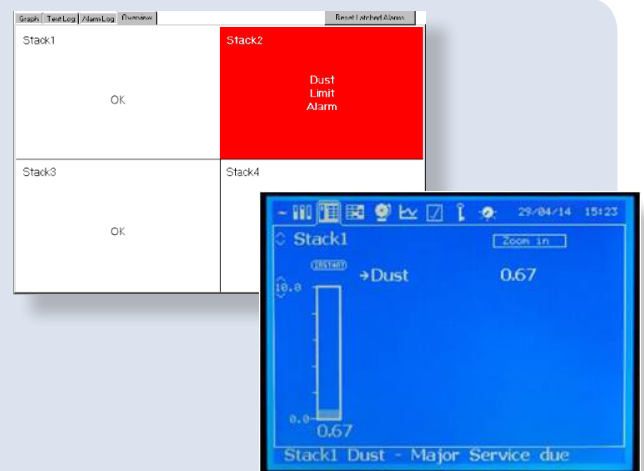 Graph Text Log Alarm Log Overview Reset Latched Alarms
Stack1
OK
Stack2
Dust
Limit
Alarm
Stack3
OK
Stack4
29/04/14 15:23
Stack1 Zoom in
INSTANT
→Dust 0.67
10.0
0.0
0.67
Stack1 Dust - Major Service due